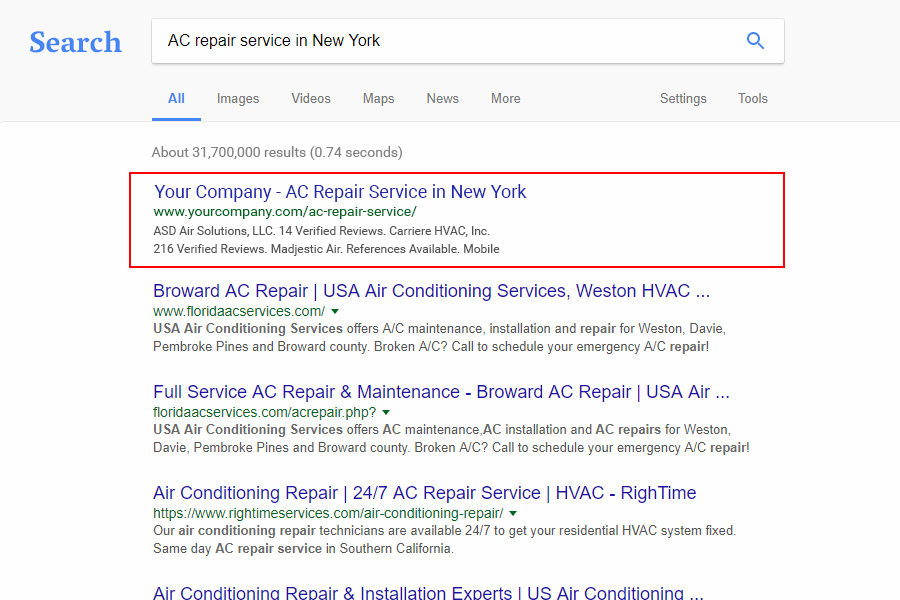 Search
AC repair service in New York
All Images Videos Maps News More Settings Tools
About 31,700,000 results (0.74 seconds)
Your Company - AC Repair Service in New York
www.yourcompany.com/ac-repair-service/
ASD Air Solutions, LLC. 14 Verified Reviews. Carriere HVAC, Inc.
216 Verified Reviews. Madjestic Air. References Available. Mobile
Broward AC Repair | USA Air Conditioning Services, Weston HVAC ...
www.floridaacservices.com/
USA Air Conditioning Services offers A/C maintenance, installation and repair for Weston, Davie,
Pembroke Pines and Broward county. Broken A/C? Call to schedule your emergency A/C repair!
Full Service AC Repair & Maintenance - Broward AC Repair | USA Air ...
floridaacservices.com/acrepair.php?
USA Air Conditioning Services offers AC maintenance,AC installation and AC repairs for Weston,
Davie, Pembroke Pines and Broward county. Broken A/C? Call to schedule your emergency A/C repair!
Air Conditioning Repair | 24/7 AC Repair Service | HVAC - RighTime
https://www.rightimeservices.com/air-conditioning-repair/
Our air conditioning repair technicians are available 24/7 to get your residential HVAC system fixed.
Same day AC repair service in Southern California.
Air Conditioning Repair & Installation Experts | US Air Conditioning ...